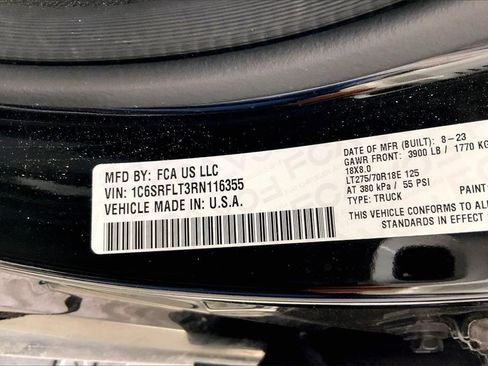 MFD BY: FCA US LLC
VIN: 1C6SRFLT3RN116355
VEHICLE MADE IN: U.S.A.
DATE OF MFR (BUILT): 8-23
GAWR FRONT: 3900 LB / 1770 KG
18X8.0
LT275/70R18E 125
AT 380 kPa / 55 PSI
TYPE: TRUCK
THIS VEHICLE CONFORMS TO ALL
STANDARDS IN EFFECT